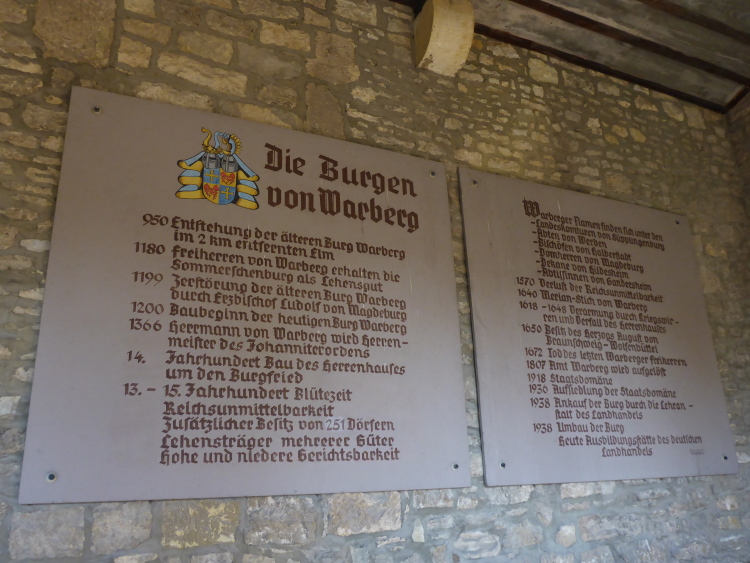 Die Burgen
von Warberg
950 Entstehung der älteren Burg Warberg
im 2 km entfernten Elm
1180 Freiherren von Warberg erhalten die
Sommerschenburg als Lehensgut
1199 Zerstörung der älteren Burg Warberg
durch Erzbischof Ludolf von Magdeburg
1200 Baubeginn der heutigen Burg Warberg
1366 Herrmann von Warberg wird Herren-
meister des Johanniterordens
14. Jahrhundert Bau des Herrenhauses
um den Burgfried
13. – 15. Jahrhundert Blütezeit
Reichsunmittelbarkeit
Zusätzlicher Besitz von 251 Dörfern
Lehensträger mehrerer Güter
Hohe und niedere Gerichtsbarkeit
Warberger Namen finden sich unter den
-Landeskomturen von Süpplingenburg
-Abten von Werden
-Bischöfen von Halberstadt
-Domherren von Magdeburg
-Dekane von Hildesheim
-Abtissinnen von Gandersheim
1570 Verlust der Reichsunmittelbarkeit
1640 Merian-Stich von Warberg
1618 - 1648 Verarmung durch Kriegswir-
ren und Verfall des Herrenhauses
1650 Besitz des Herzogs August von
Braunschweig-Wolfenbüttel
1672 Tod des letzten Warberger Freiherren
1807 Amt Warberg wird aufgelöst
1918 Staatsdomäne
1936 Aufsiedlung der Staatsdomäne
1938 Ankauf der Burg durch die Lehran-
stalt des Landhandels
1938 Umbau der Burg
Heute Ausbildungsstätte des deutschen
Landhandels